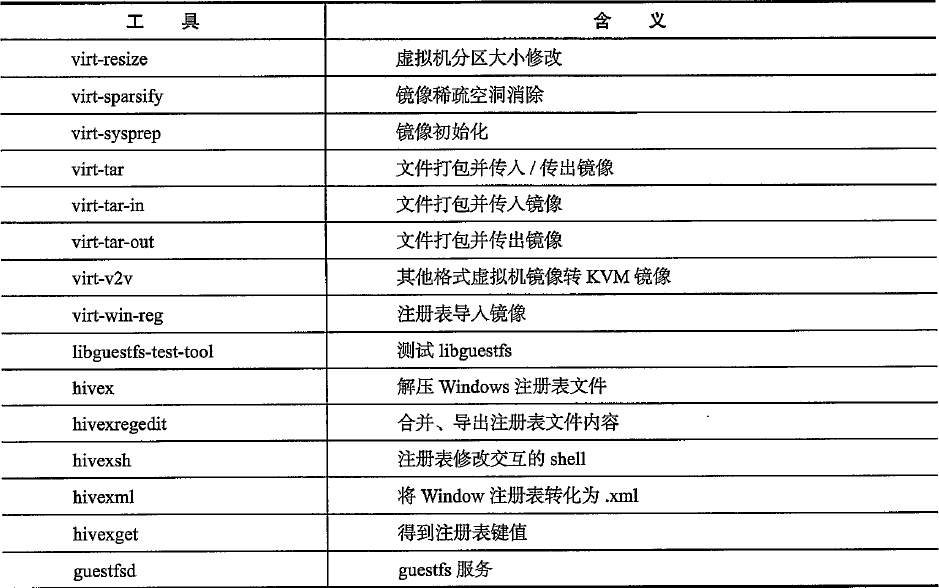 工 具 含 义
virt-resize 虚拟机分区大小修改
virt-sparsify 镜像稀疏空洞消除
virt-sysprep 镜像初始化
virt-tar 文件打包并传入 / 传出镜像
virt-tar-in 文件打包并传入镜像
virt-tar-out 文件打包并传出镜像
virt-v2v 其他格式虚拟机镜像转 KVM 镜像
virt-win-reg 注册表导入镜像
libguestfs-test-tool 测试 libguestfs
hivex 解压 Windows 注册表文件
hivexregedit 合并、导出注册表文件内容
hivexsh 注册表修改交互的 shell
hivexml 将 Window 注册表转化为 .xml
hivexget 得到注册表键值
guestfsd guestfs 服务